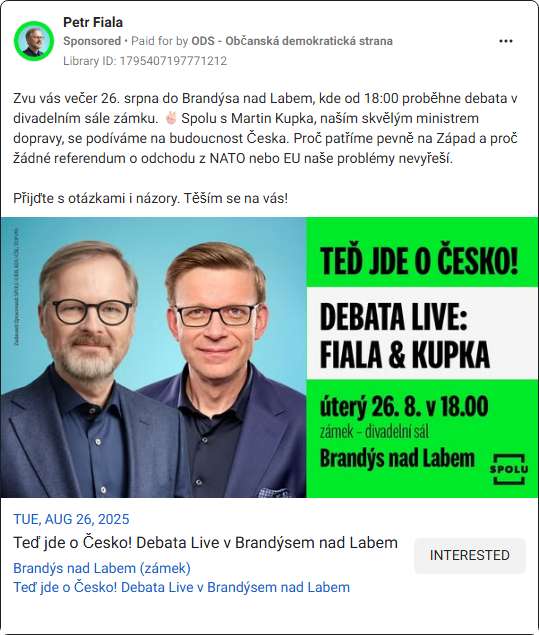 Petr Fiala
Sponsored • Paid for by ODS - Občanská demokratická strana
Library ID: 1795407197771212
Zvu vás večer 26. srpna do Brandýsa nad Labem, kde od 18:00 proběhne debata v
divadelním sále zámku. ✌🏻 Spolu s Martin Kupka, naším skvělým ministrem
dopravy, se podíváme na budoucnost Česka. Proč patříme pevně na Západ a proč
žádné referendum o odchodu z NATO nebo EU naše problémy nevyřeší.
Přijďte s otázkami i názory. Těším se na vás!
TEĎ JDE O ČESKO!
DEBATA LIVE:
FIALA & KUPKA
úterý 26. 8. v 18.00
zámek – divadelní sál
Brandýs nad Labem
SPOLU
TUE, AUG 26, 2025
Teď jde o Česko! Debata Live v Brandýsem nad Labem
Brandýs nad Labem (zámek)
Teď jde o Česko! Debata Live v Brandýsem nad Labem
INTERESTED